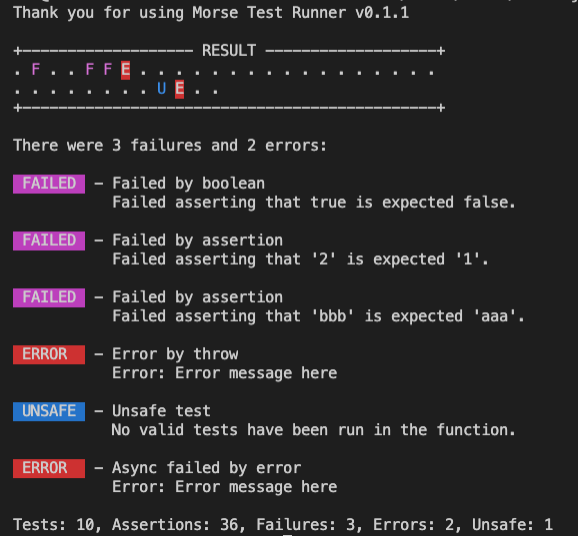 Thank you for using Morse Test Runner v0.1.1
+------------------- RESULT -------------------+
. F . . F F E . . . . . . . . . . . . . . . . .
. . . . . . . . U E . .
+----------------------------------------------+
There were 3 failures and 2 errors:
FAILED - Failed by boolean
Failed asserting that true is expected false.
FAILED - Failed by assertion
Failed asserting that '2' is expected '1'.
FAILED - Failed by assertion
Failed asserting that 'bbb' is expected 'aaa'.
ERROR - Error by throw
Error: Error message here
UNSAFE - Unsafe test
No valid tests have been run in the function.
ERROR - Async failed by error
Error: Error message here
Tests: 10, Assertions: 36, Failures: 3, Errors: 2, Unsafe: 1